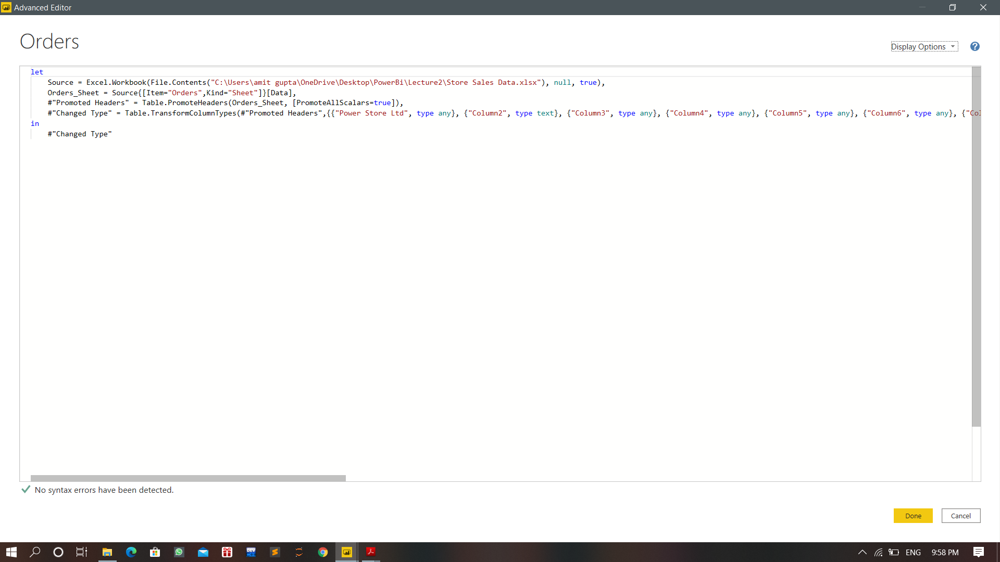 Advanced Editor
Orders
Display Options
?
let
    Source = Excel.Workbook(File.Contents("C:\Users\amit gupta\OneDrive\Desktop\PowerBi\Lecture2\Store Sales Data.xlsx"), null, true),
    Orders_Sheet = Source{[Item="Orders",Kind="Sheet"]}[Data],
    #"Promoted Headers" = Table.PromoteHeaders(Orders_Sheet, [PromoteAllScalars=true]),
    #"Changed Type" = Table.TransformColumnTypes(#"Promoted Headers",{{"Power Store Ltd", type any}, {"Column2", type text}, {"Column3", type any}, {"Column4", type any}, {"Column5", type any}, {"Column6", type any}, {"Col
in
    #"Changed Type"
No syntax errors have been detected.
Done Cancel
DEV C++
ENG 9:58 PM